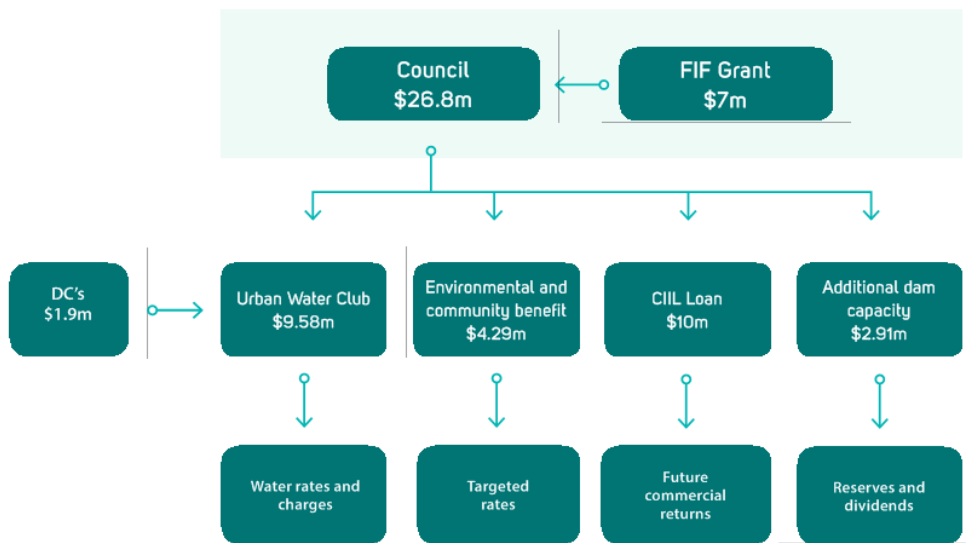 Council
$26.8m
FIF Grant
$7m
DC's
$1.9m
Urban Water Club
$9.58m
Environmental and
community benefit
$4.29m
CIIL Loan
$10m
Additional dam
capacity
$2.91m
Water rates and
charges
Targeted
rates
Future
commercial
returns
Reserves and
dividends